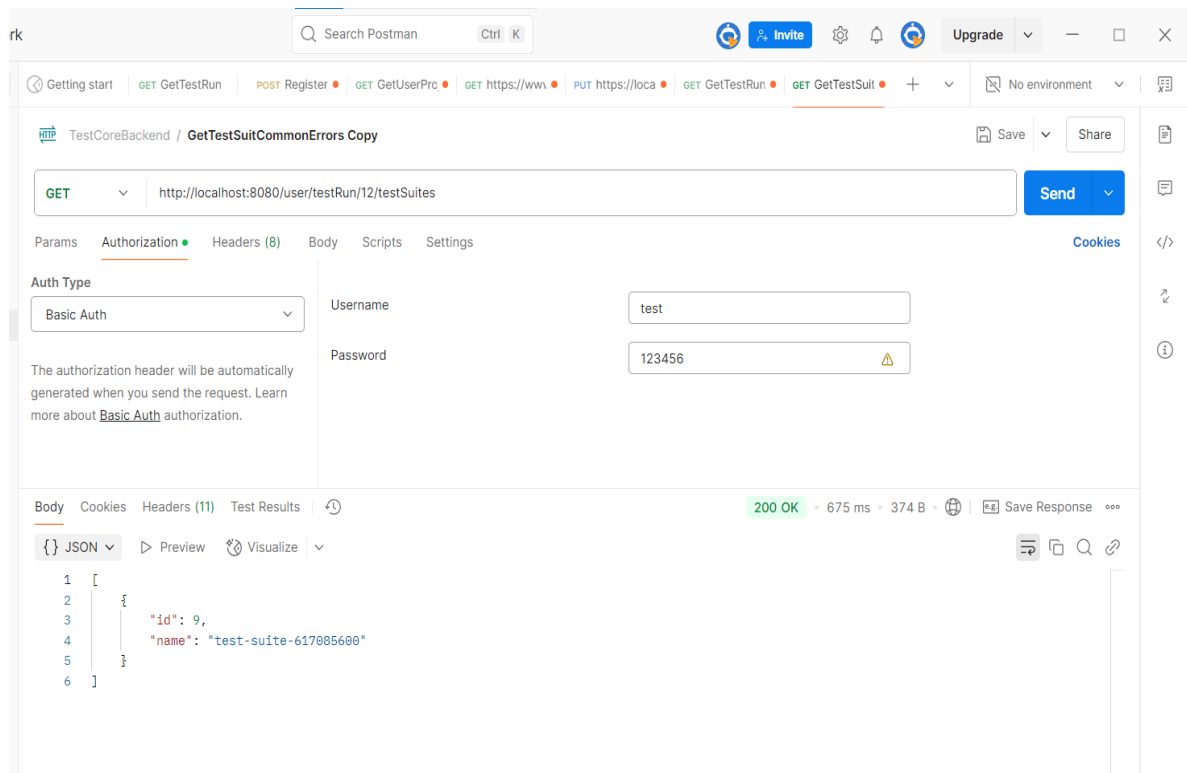 rk
Search Postman Ctrl K
Invite
Upgrade
Getting start GET GetTestRun POST Register GET GetUserPrc GET https://ww PUT https://loca GET GetTestRun GET GetTestSuit No environment
HTTP TestCoreBackend / GetTestSuitCommonErrors Copy Save Share
GET http://localhost:8080/user/testRun/12/testSuites Send
Params Authorization Headers (8) Body Scripts Settings Cookies
Auth Type
Basic Auth
The authorization header will be automatically
generated when you send the request. Learn
more about Basic Auth authorization.
Username test
Password 123456
Body Cookies Headers (11) Test Results 200 OK 675 ms 374 B e.g. Save Response
{} JSON Preview Visualize
1 [
2 {
3 "id": 9,
4 "name": "test-suite-617085600"
5 }
6 ]